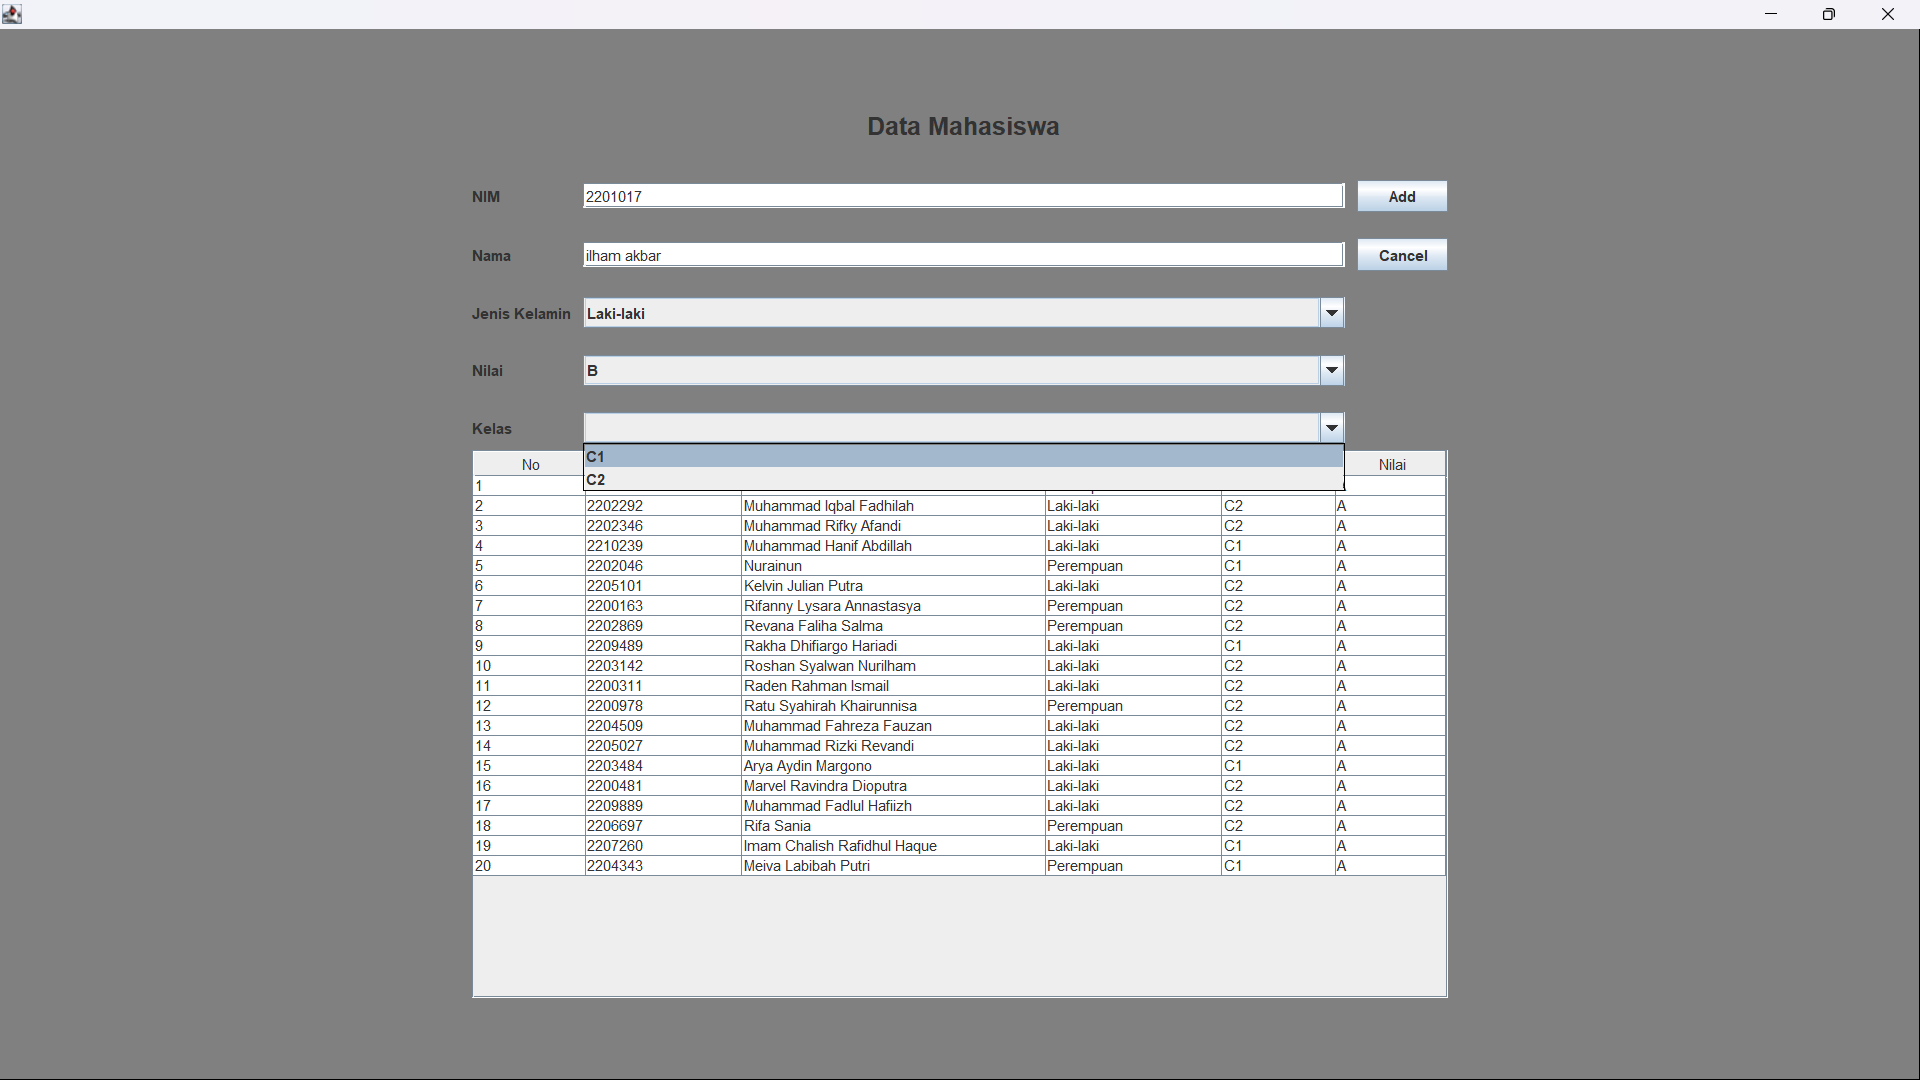 Data Mahasiswa
NIM 2201017 Add
Nama ilham akbar Cancel
Jenis Kelamin Laki-laki
Nilai B
Kelas
C1
C2
No Nilai
1
2 2202292 Muhammad Iqbal Fadhilah Laki-laki C2 A
3 2202346 Muhammad Rifky Afandi Laki-laki C2 A
4 2210239 Muhammad Hanif Abdillah Laki-laki C1 A
5 2202046 Nurainun Perempuan C1 A
6 2205101 Kelvin Julian Putra Laki-laki C2 A
7 2200163 Rifanny Lysara Annastasya Perempuan C2 A
8 2202869 Revana Faliha Salma Perempuan C2 A
9 2209489 Rakha Dhifiargo Hariadi Laki-laki C1 A
10 2203142 Roshan Syalwan Nurilham Laki-laki C2 A
11 2200311 Raden Rahman Ismail Laki-laki C2 A
12 2200978 Ratu Syahirah Khairunnisa Perempuan C2 A
13 2204509 Muhammad Fahreza Fauzan Laki-laki C2 A
14 2205027 Muhammad Rizki Revandi Laki-laki C2 A
15 2203484 Arya Aydin Margono Laki-laki C1 A
16 2200481 Marvel Ravindra Dioputra Laki-laki C2 A
17 2209889 Muhammad Fadlul Hafiizh Laki-laki C2 A
18 2206697 Rifa Sania Perempuan C2 A
19 2207260 Imam Chalish Rafidhul Haque Laki-laki C1 A
20 2204343 Meiva Labibah Putri Perempuan C1 A